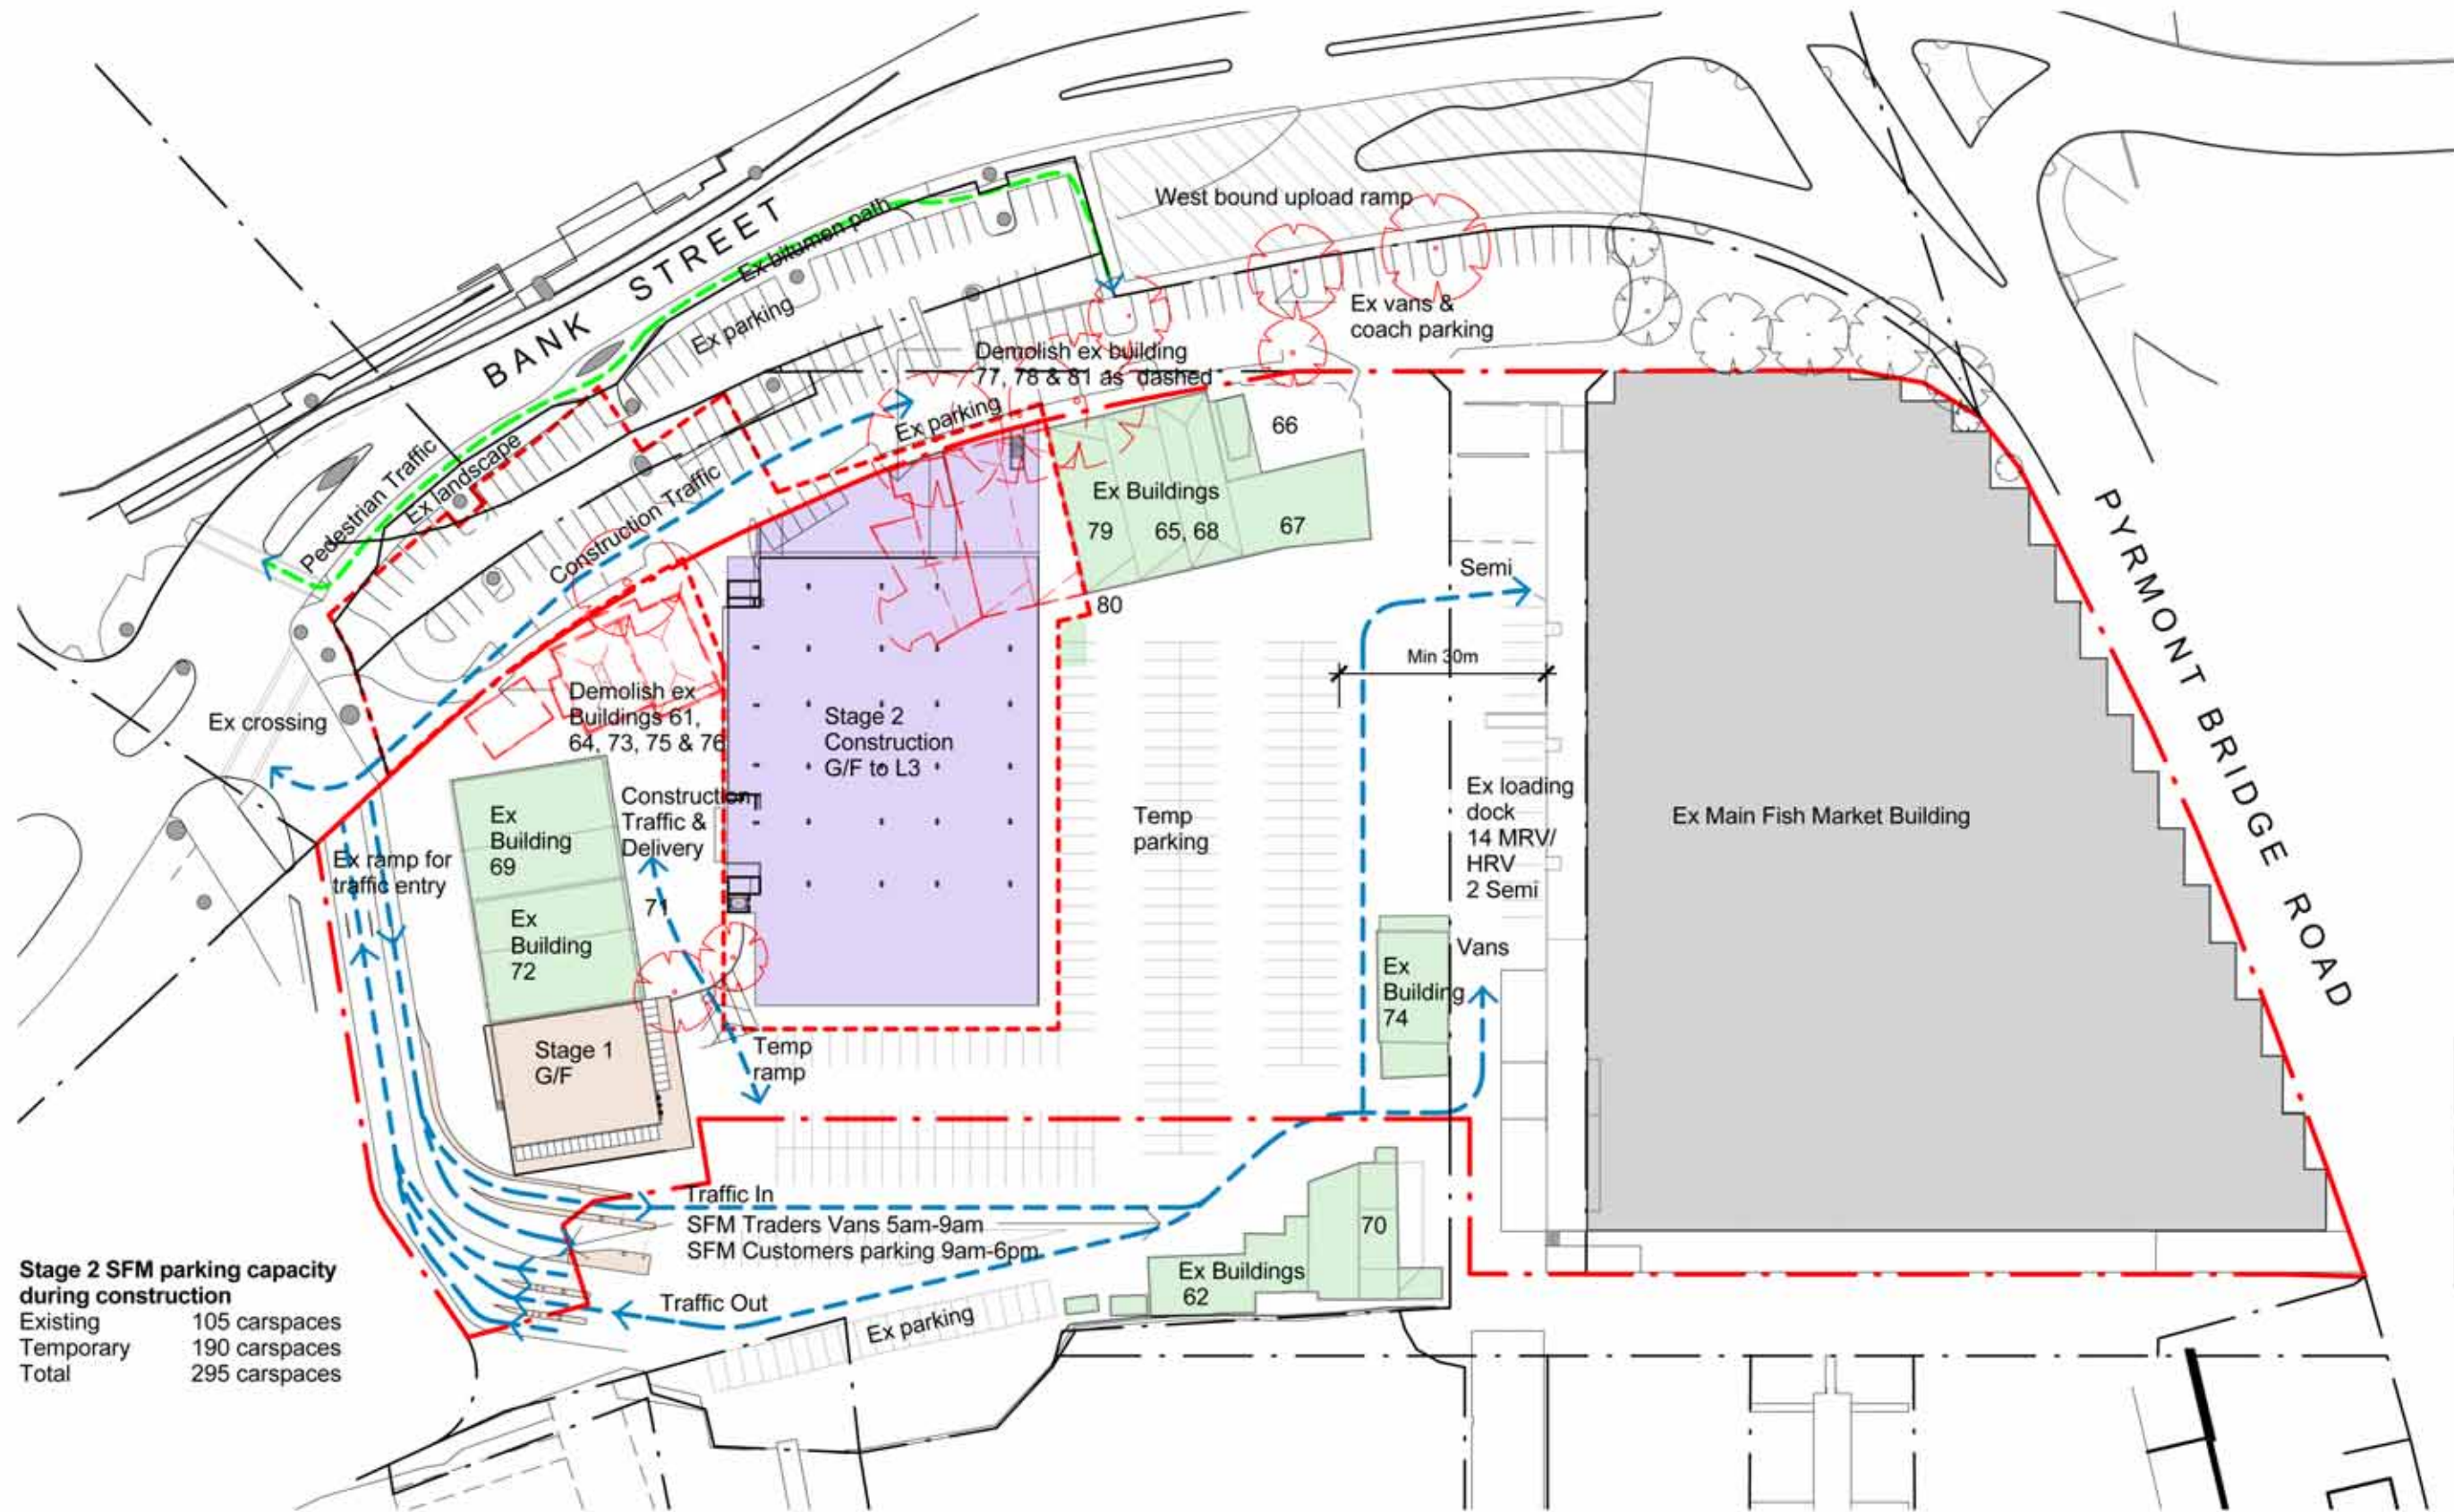 BANK STREET
Ex bitumen path
West bound upload ramp
Ex parking
Ex vans &
coach parking
Demolish ex building
77, 78 & 81 as dashed
Ex parking
66
Pedestrian Traffic
Ex landscape
Construction Traffic
Ex Buildings
79
65, 68
67
80
Semi
Min 30m
PYRMONT BRIDGE ROAD
Ex crossing
Demolish ex
Buildings 61,
64, 73, 75 & 76
Stage 2
Construction
G/F to L3
Construction
Traffic &
Delivery
71
Ex
Building
69
Ex ramp for
traffic entry
Ex
Building
72
Temp
parking
Ex loading
dock
14 MRV/
HRV
2 Semi
Ex Main Fish Market Building
Vans
Ex
Building
74
Stage 1
G/F
Temp
ramp
Traffic In
SFM Traders Vans 5am-9am
SFM Customers parking 9am-6pm
70
Ex Buildings
62
Traffic Out
Ex parking
Stage 2 SFM parking capacity
during construction
Existing 105 carspaces
Temporary 190 carspaces
Total 295 carspaces